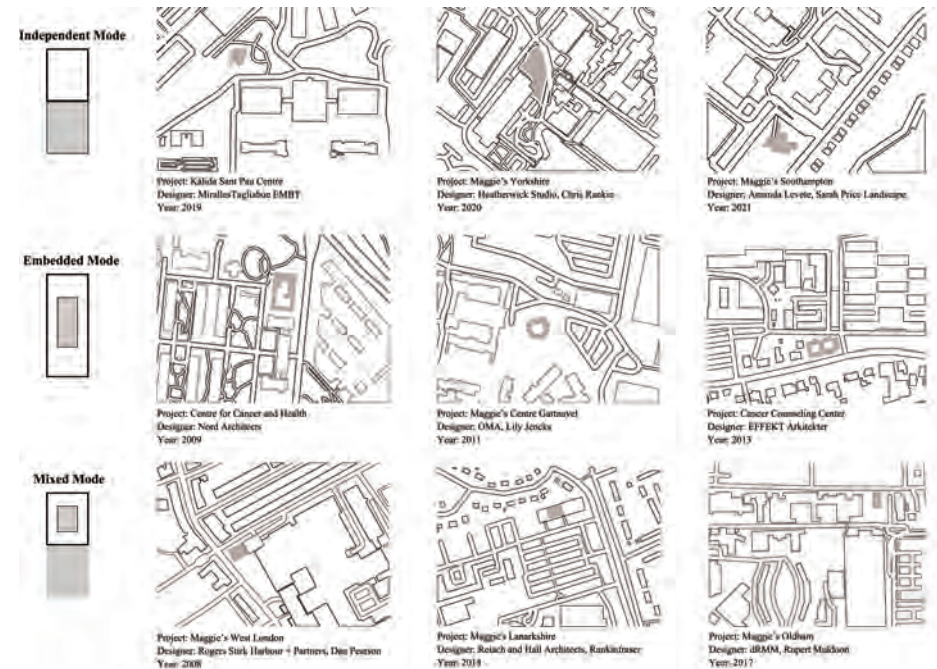 Independent Mode
Project: Kálida Sant Pau Centre
Designer: MirallesTagliabue EMBT
Year: 2019
Project: Maggie's Yorkshire
Designer: Heatherwick Studio, Chris Rankin
Year: 2020
Project: Maggie's Southampton
Designer: Amanda Levete, Sarah Price Landscape
Year: 2021
Embedded Mode
Project: Centre for Cancer and Health
Designer: Nord Architects
Year: 2009
Project: Maggie's Centre Gartnavel
Designer: OMA, Lily Jencks
Year: 2011
Project: Cancer Counseling Center
Designer: EFFEKT Arkitekter
Year: 2013
Mixed Mode
Project: Maggie's West London
Designer: Rogers Stirk Harbour + Partners, Dan Pearson
Year: 2008
Project: Maggie's Lanarkshire
Designer: Reiach and Hall Architects, Rankinfraser
Year: 2014
Project: Maggie's Oldham
Designer: dRMM, Rupert Muldoon
Year: 2017